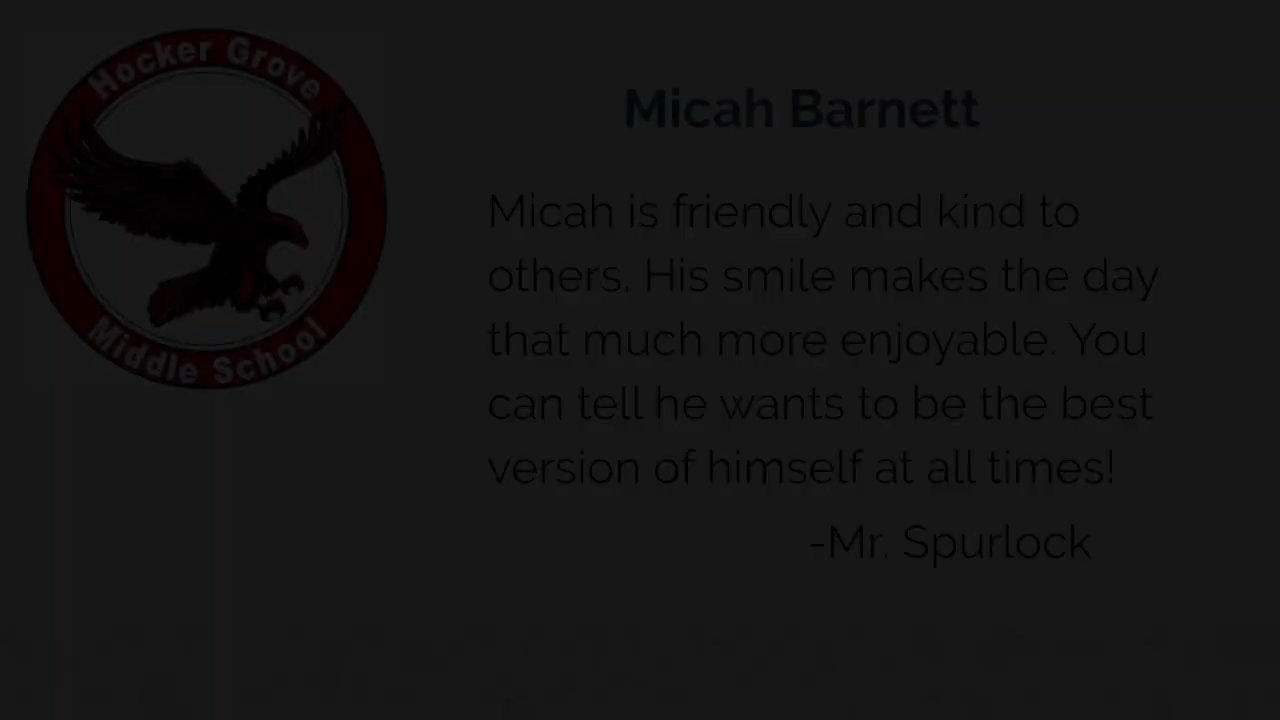 Hocker Grove
Middle School
Micah Barnett
Micah is friendly and kind to
others. His smile makes the day
that much more enjoyable. You
can tell he wants to be the best
version of himself at all times!
-Mr. Spurlock